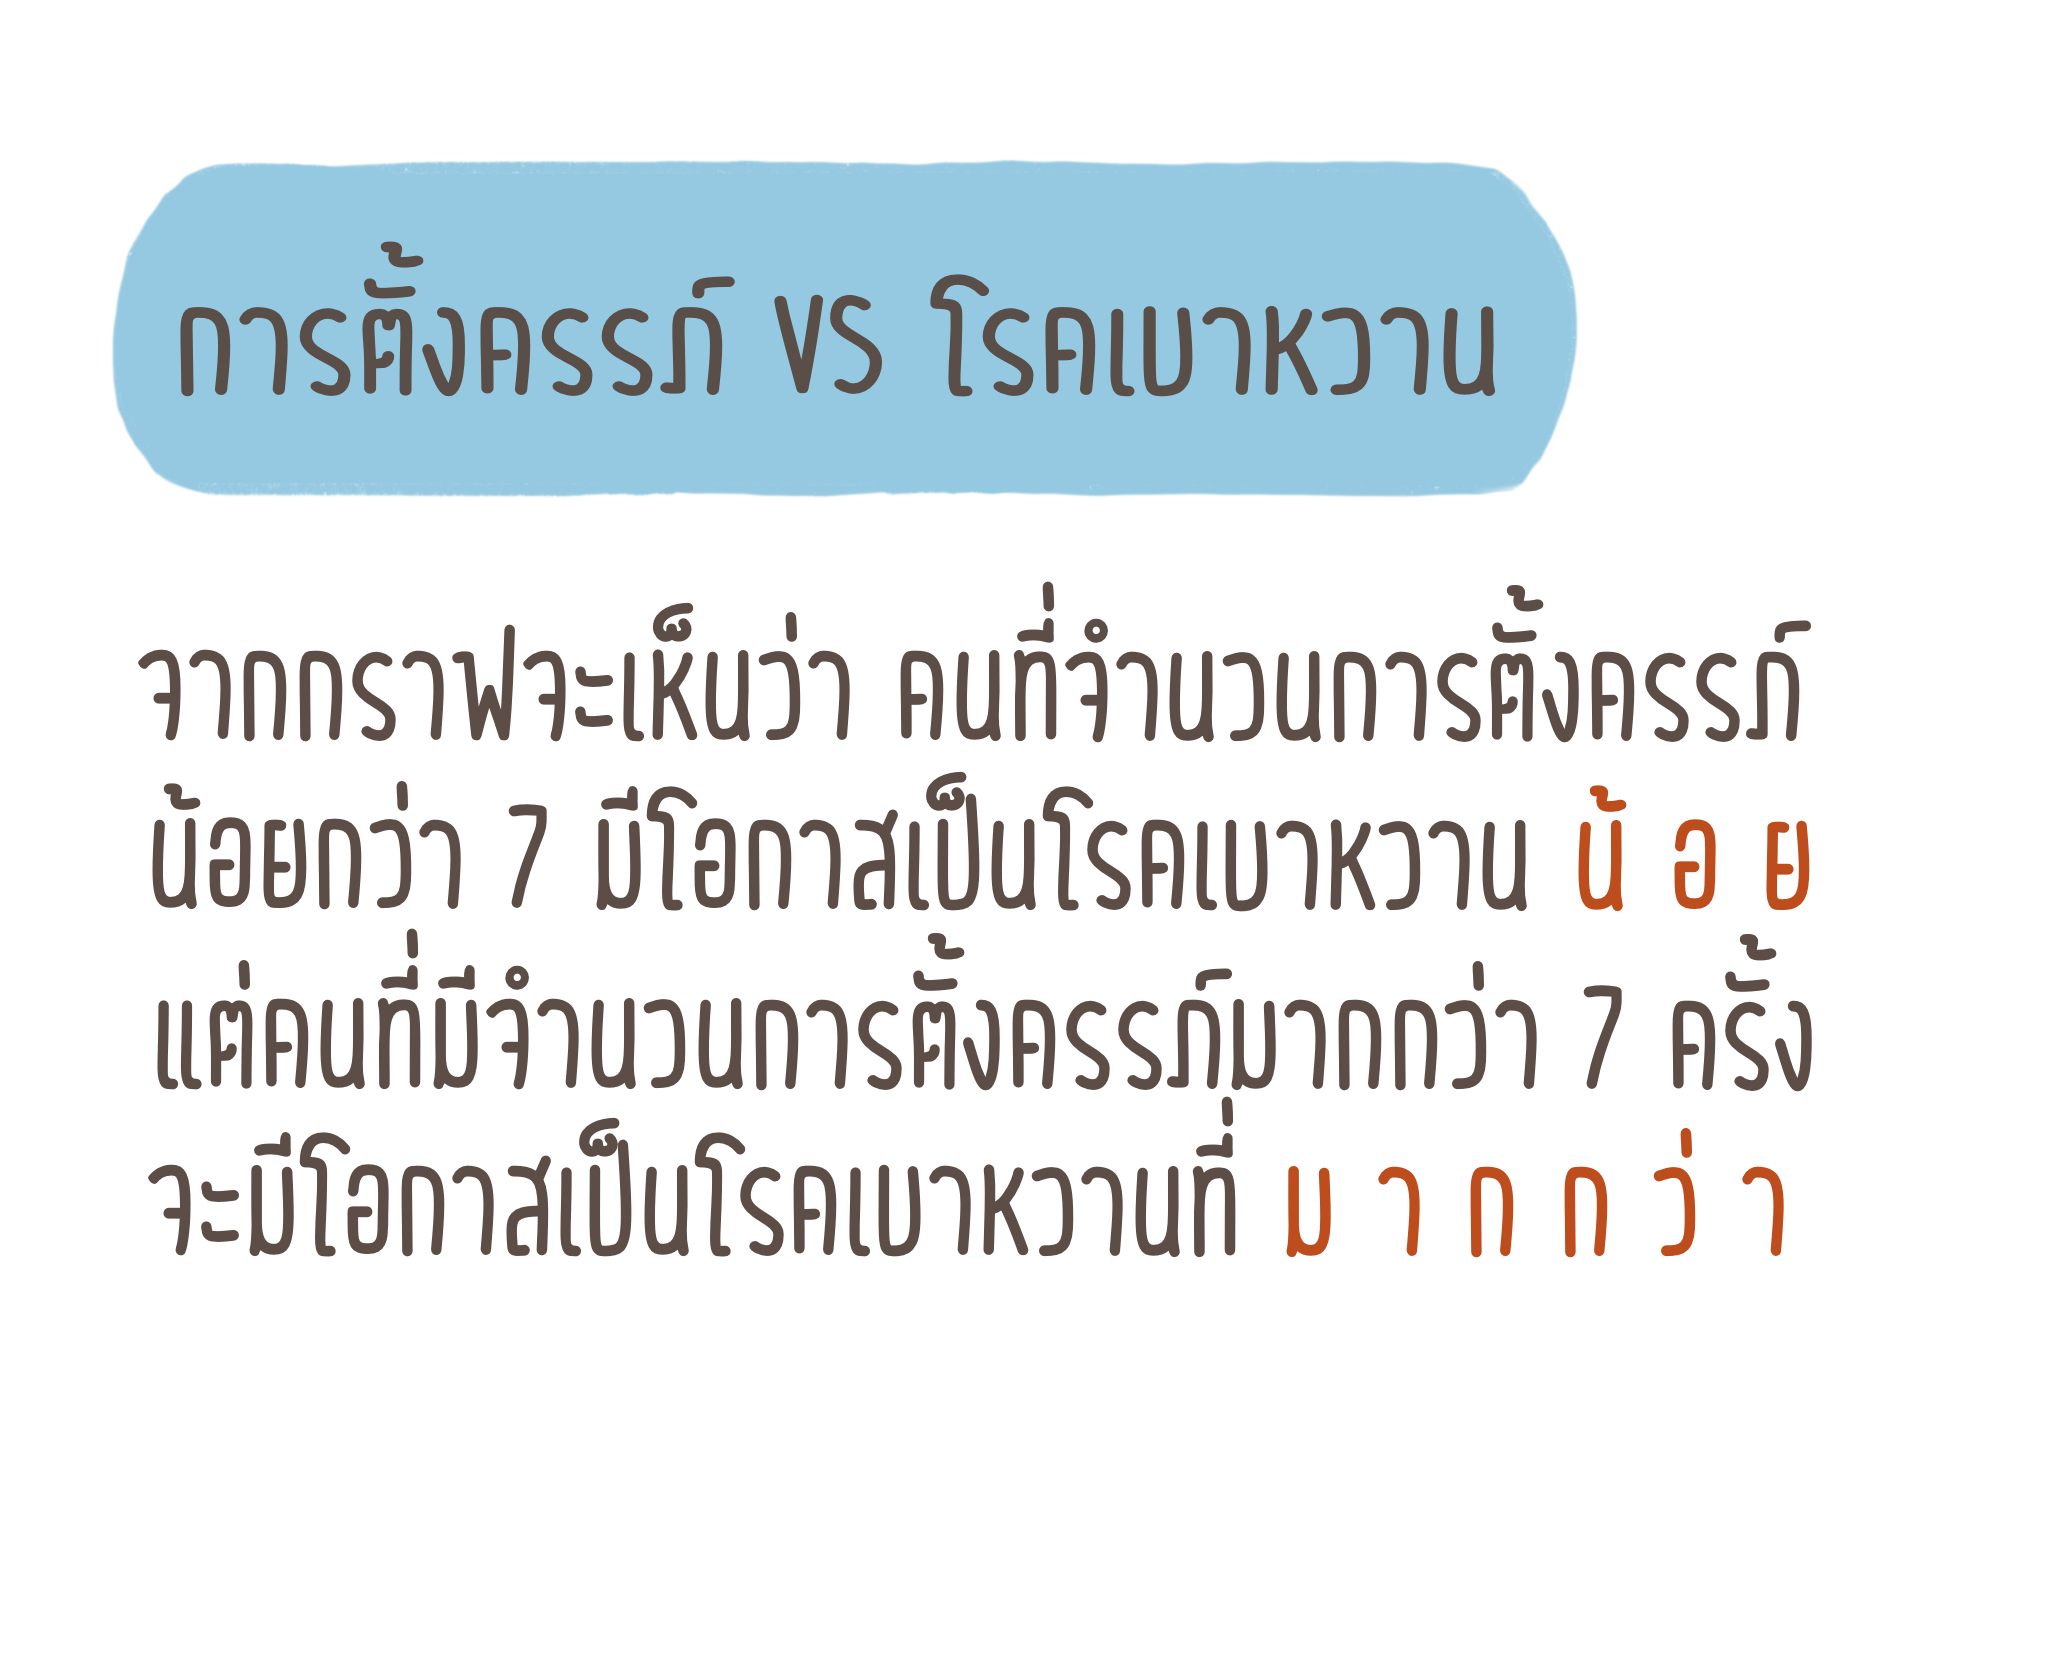 การตั้งครรภ์ VS โรคเบาหวาน
จากกราฟจะเห็นว่า คนที่จำนวนการตั้งครรภ์
น้อยกว่า 7 มีโอกาสเป็นโรคเบาหวาน น้ อ ย
แต่คนที่มีจำนวนการตั้งครรภ์มากกว่า 7 ครั้ง
จะมีโอกาสเป็นโรคเบาหวานที่ ม า ก ก ว่ า